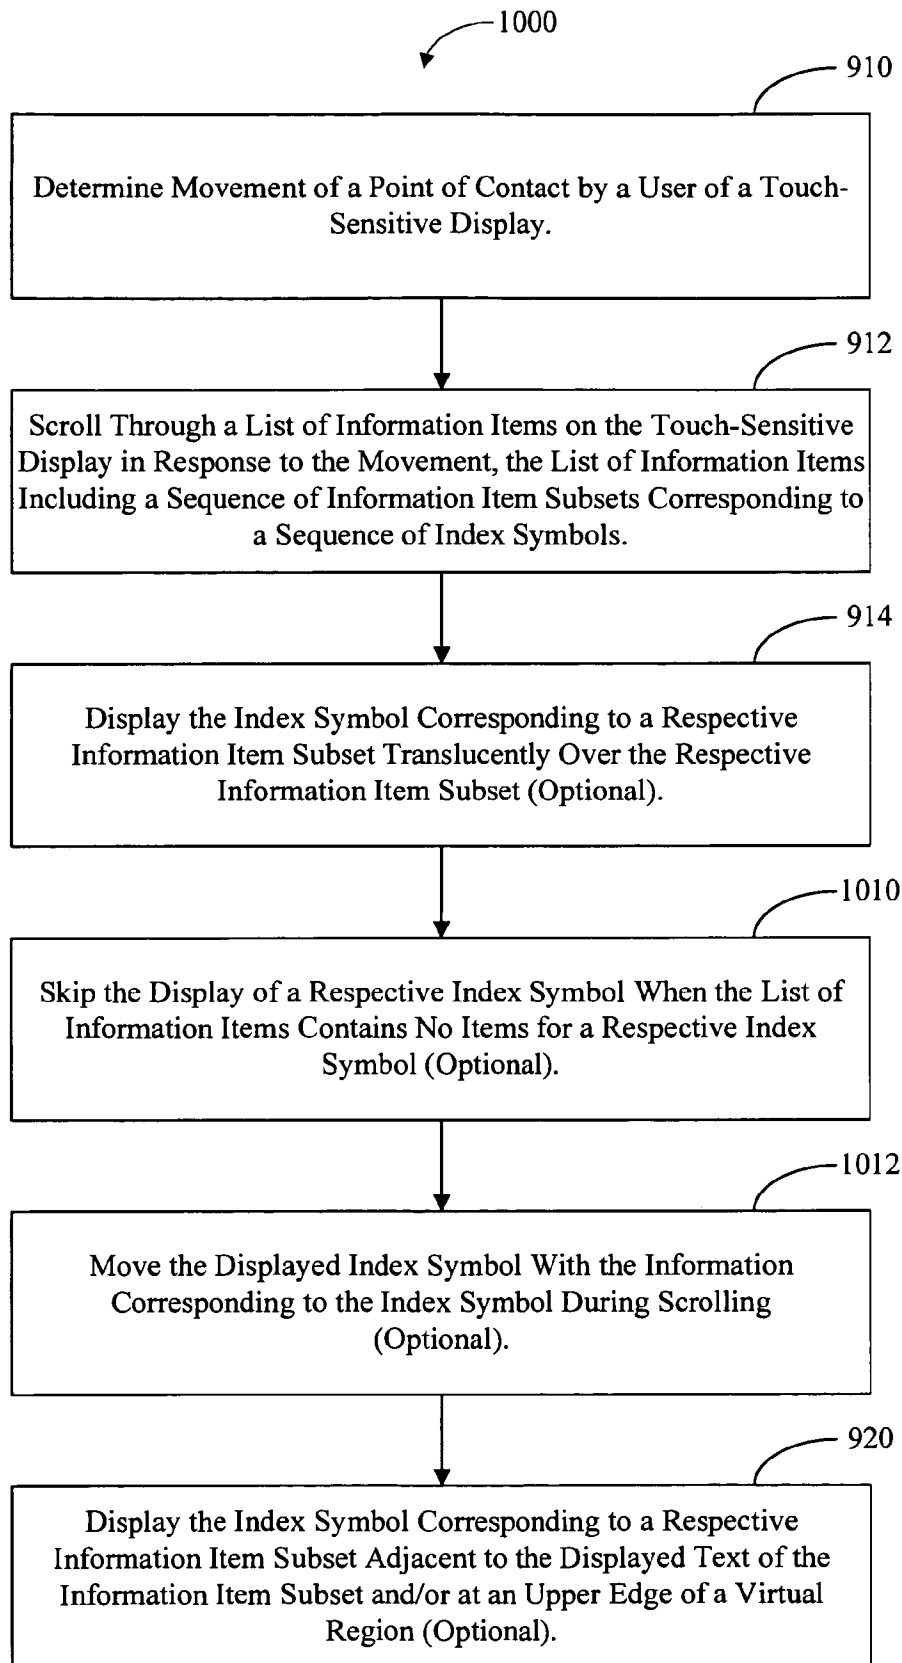 1000
910
Determine Movement of a Point of Contact by a User of a Touch-
Sensitive Display.
912
Scroll Through a List of Information Items on the Touch-Sensitive
Display in Response to the Movement, the List of Information Items
Including a Sequence of Information Item Subsets Corresponding to
a Sequence of Index Symbols.
914
Display the Index Symbol Corresponding to a Respective
Information Item Subset Translucently Over the Respective
Information Item Subset (Optional).
1010
Skip the Display of a Respective Index Symbol When the List of
Information Items Contains No Items for a Respective Index
Symbol (Optional).
1012
Move the Displayed Index Symbol With the Information
Corresponding to the Index Symbol During Scrolling
(Optional).
920
Display the Index Symbol Corresponding to a Respective
Information Item Subset Adjacent to the Displayed Text of the
Information Item Subset and/or at an Upper Edge of a Virtual
Region (Optional).